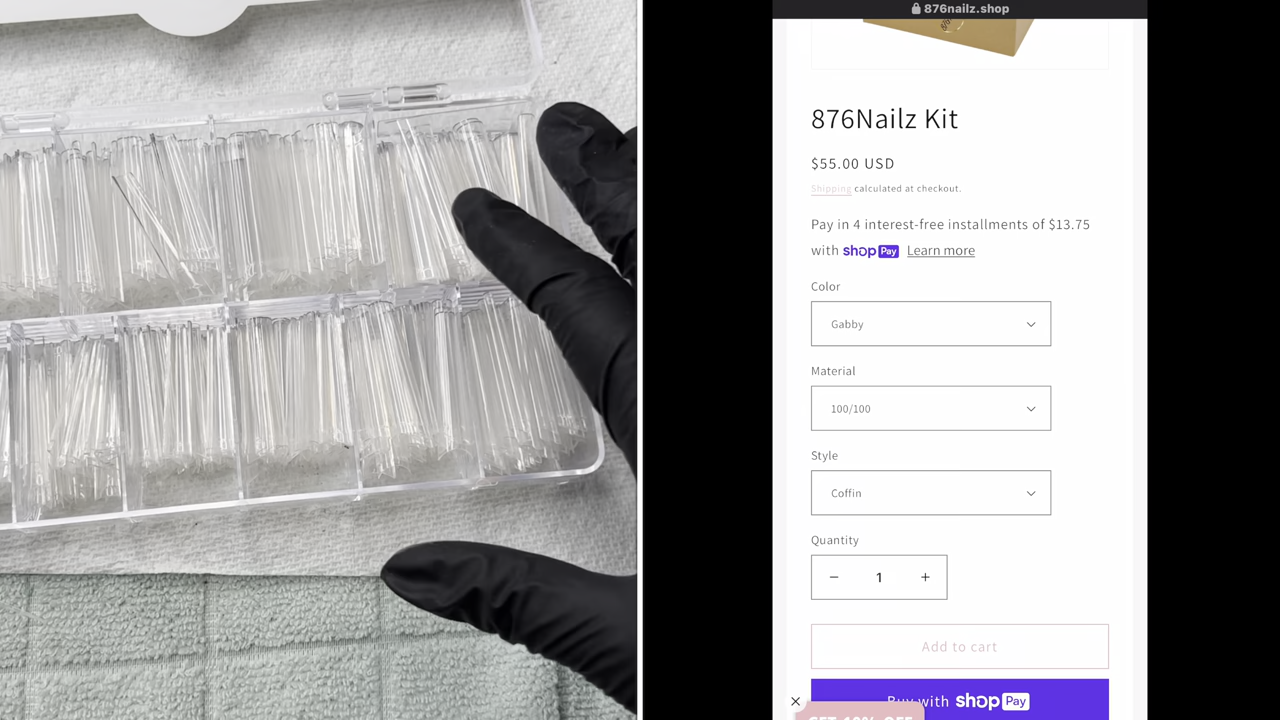 876nailz.shop
876Nailz Kit
$55.00 USD
Shipping calculated at checkout.
Pay in 4 interest-free installments of $13.75
with shop Pay Learn more
Color
Gabby
Material
100/100
Style
Coffin
Quantity
1
Add to cart
Buy with shop Pay